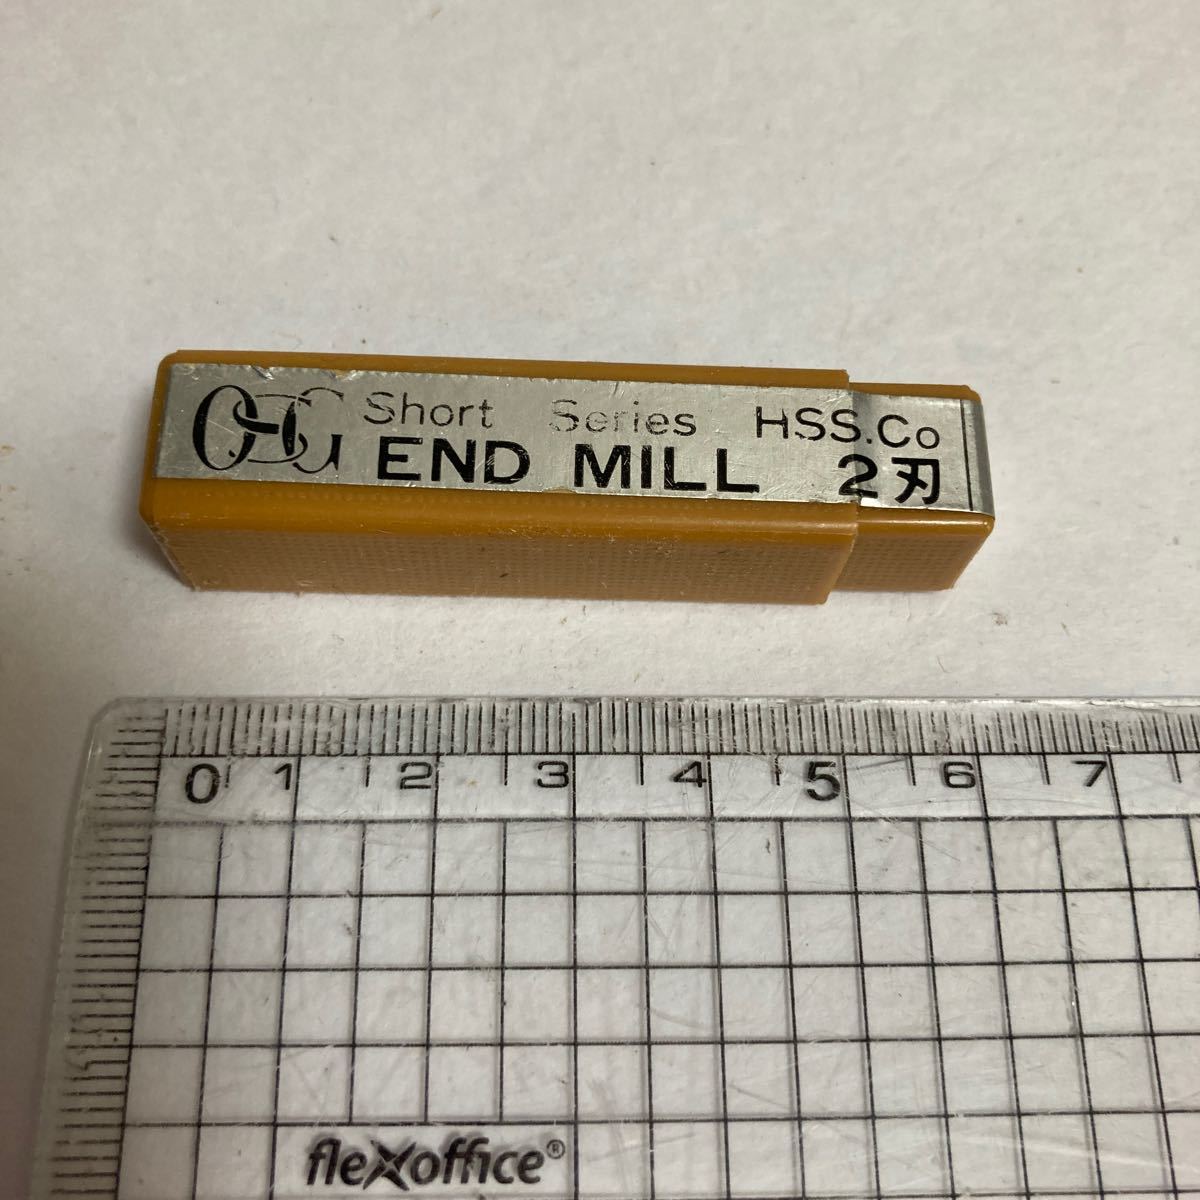 OSG Short Series HSS.Co
END MILL 2刃
0 1 2 3 4 5 6 7
flexoffice®